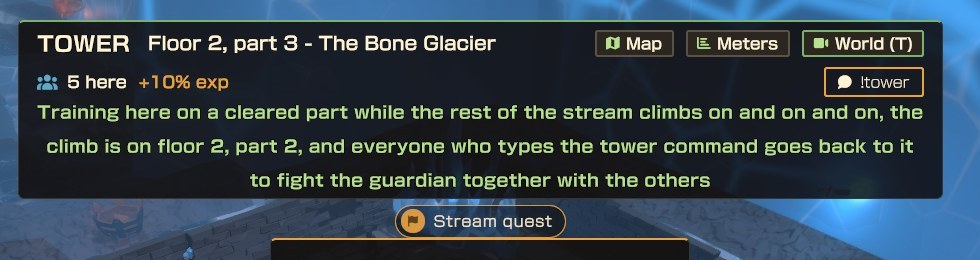 TOWER Floor 2, part 3 - The Bone Glacier Map Meters World (T)
5 here +10% exp !tower
Training here on a cleared part while the rest of the stream climbs on and on and on, the
climb is on floor 2, part 2, and everyone who types the tower command goes back to it
to fight the guardian together with the others
Stream quest